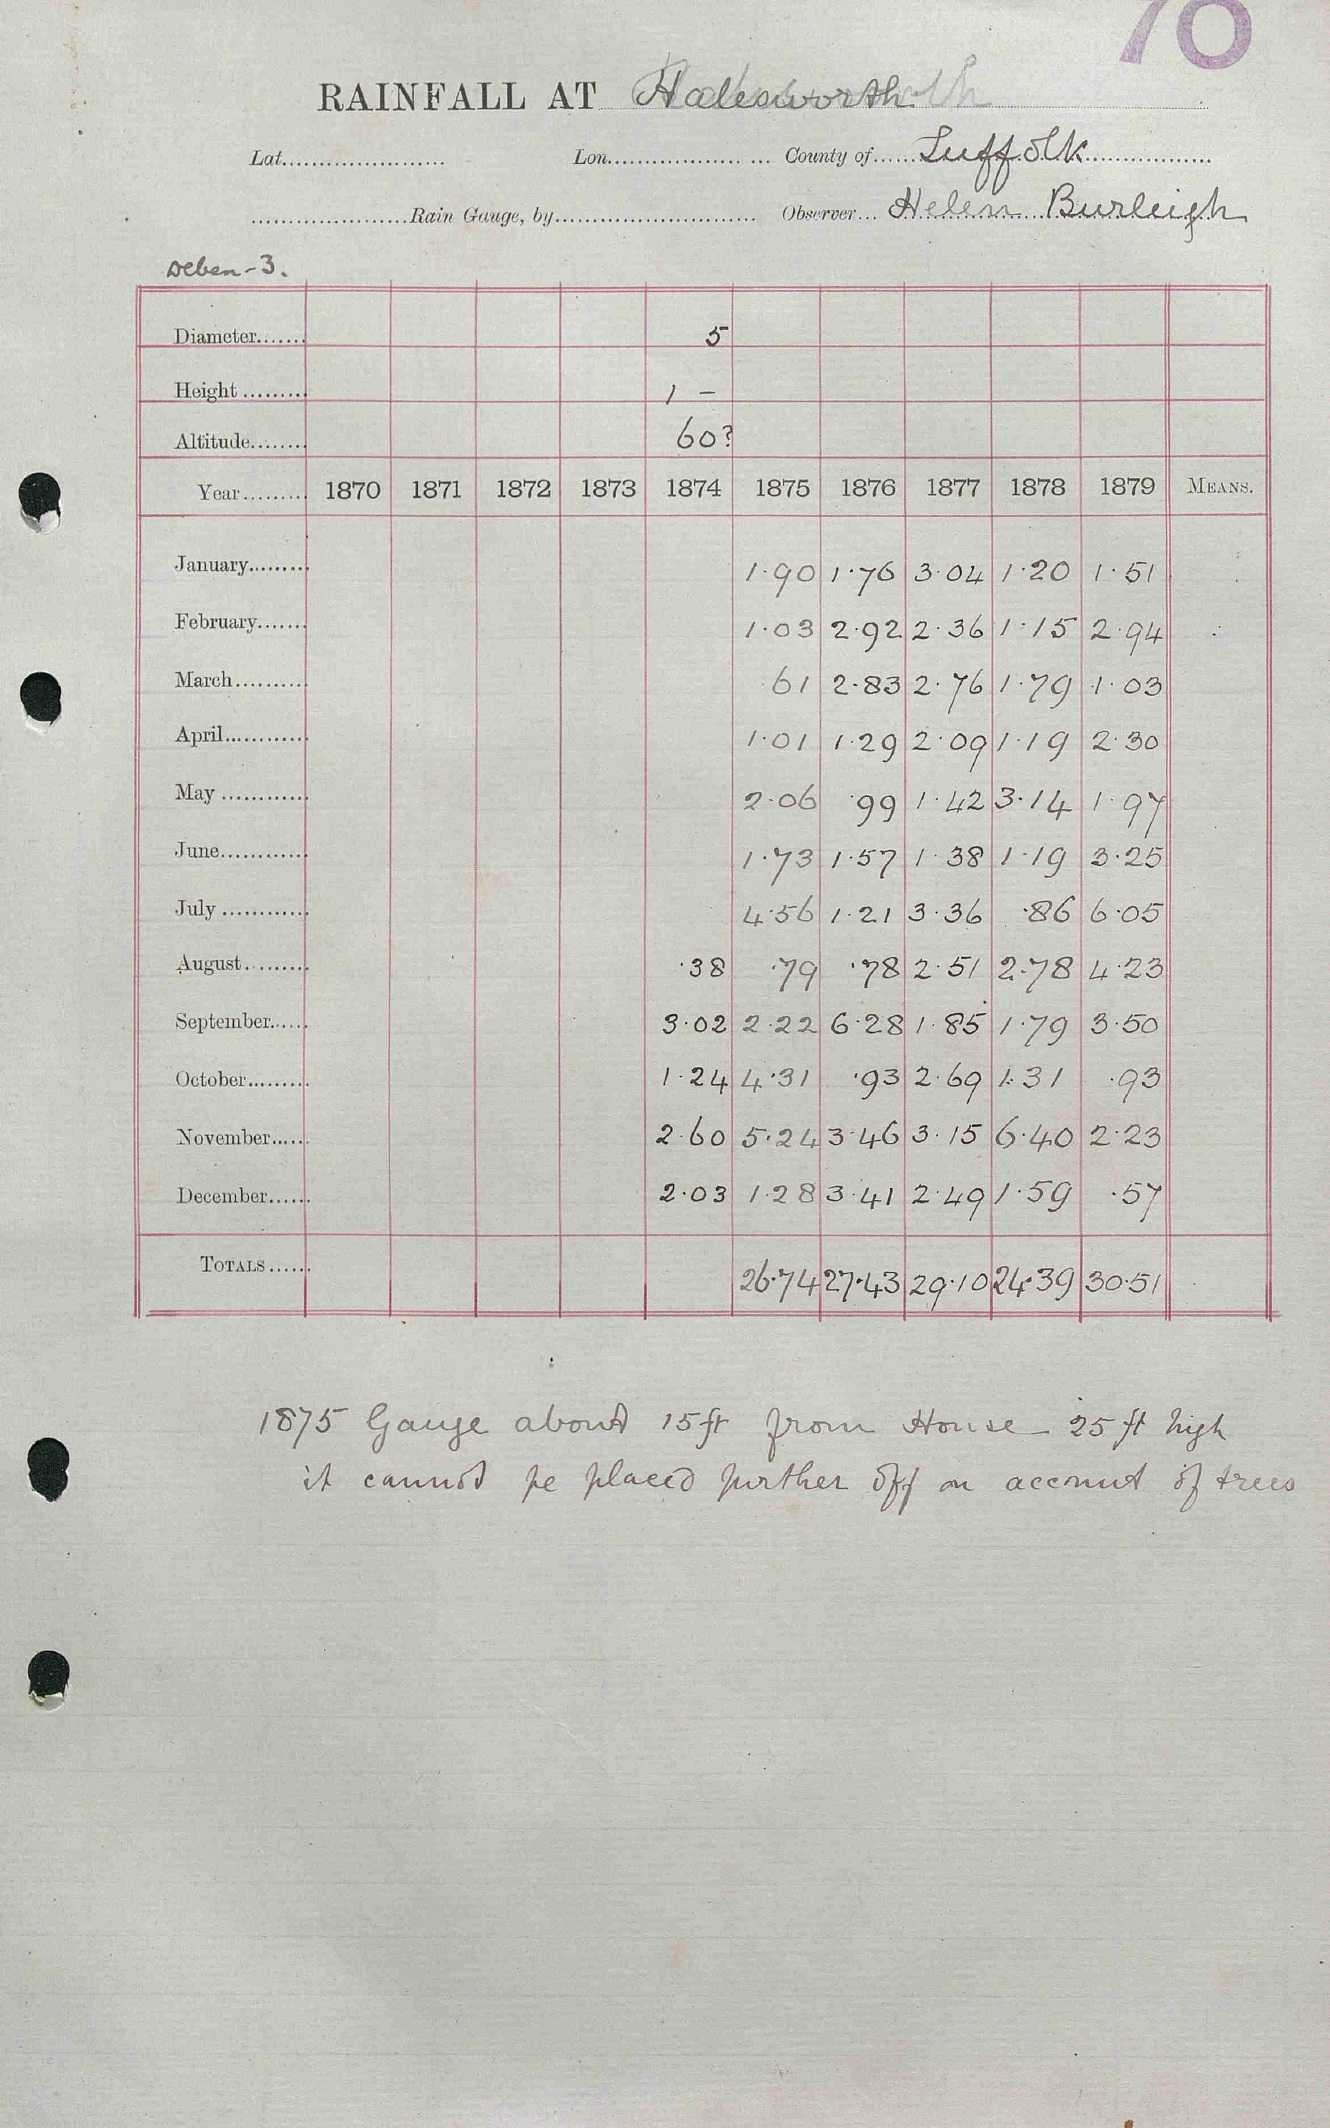 70
RAINFALL AT Halesworth
Lat...................... Lon...................... County of...... Suffolk
.....................Rain Gauge, by............................ Observer... Helen Burleigh
Deben-3.
Diameter....... 5
Height ......... 1 -
Altitude........ 60?
Year......... 1870 1871 1872 1873 1874 1875 1876 1877 1878 1879 MEANS.
January......... 1·90 1·76 3·04 1·20 1·51
February....... 1·03 2·92 2·36 1·15 2·94
March.......... ·61 2·83 2·76 1·79 1·03
April............ 1·01 1·29 2·09 1·19 2·30
May ............ 2·06 ·99 1·42 3·14 1·97
June............ 1·73 1·57 1·38 1·19 3·25
July ............ 4·56 1·21 3·36 ·86 6·05
August......... ·38 ·79 ·78 2·51 2·78 4·23
September...... 3·02 2·22 6·28 1·85 1·79 3·50
October......... 1·24 4·31 ·93 2·69 1·31 ·93
November...... 2·60 5·24 3·46 3·15 6·40 2·23
December...... 2·03 1·28 3·41 2·49 1·59 ·57
TOTALS...... 26·74 27·43 29·10 24·39 30·51
1875 Gauge about 15ft from House 25 ft high
it cannot be placed further off on account of trees